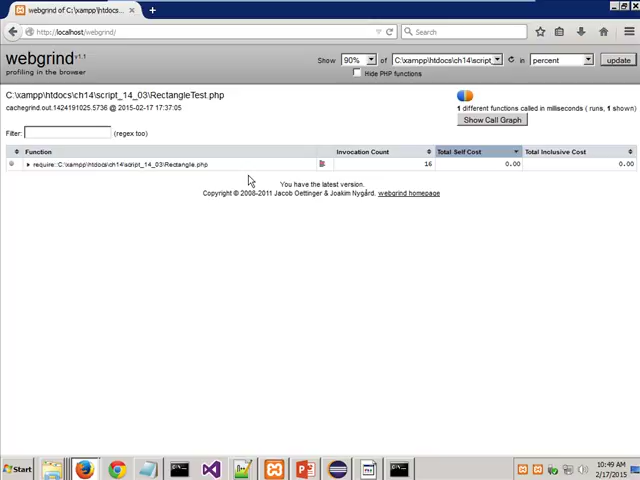 webgrind of C:\xampp\htdocs...
http://localhost/webgrind/
Search
webgrind v1.1
profiling in the browser
Show 90% of C:\xampp\htdocs\ch14\script_ in percent update
Hide PHP functions
C:\xampp\htdocs\ch14\script_14_03\RectangleTest.php
cachegrind.out.1424191025.5736 @ 2015-02-17 17:37:05
1 different functions called in miliseconds ( runs, 1 shown)
Show Call Graph
Filter: (regex too)
Function Invocation Count Total Self Cost Total Inclusive Cost
require::C:\xampp\htdocs\ch14\script_14_03\Rectangle.php 16 0.00 0.00
You have the latest version.
Copyright © 2008-2011 Jacob Oettinger & Joakim Nygård. webgrind homepage
Start
10:49 AM
2/17/2015